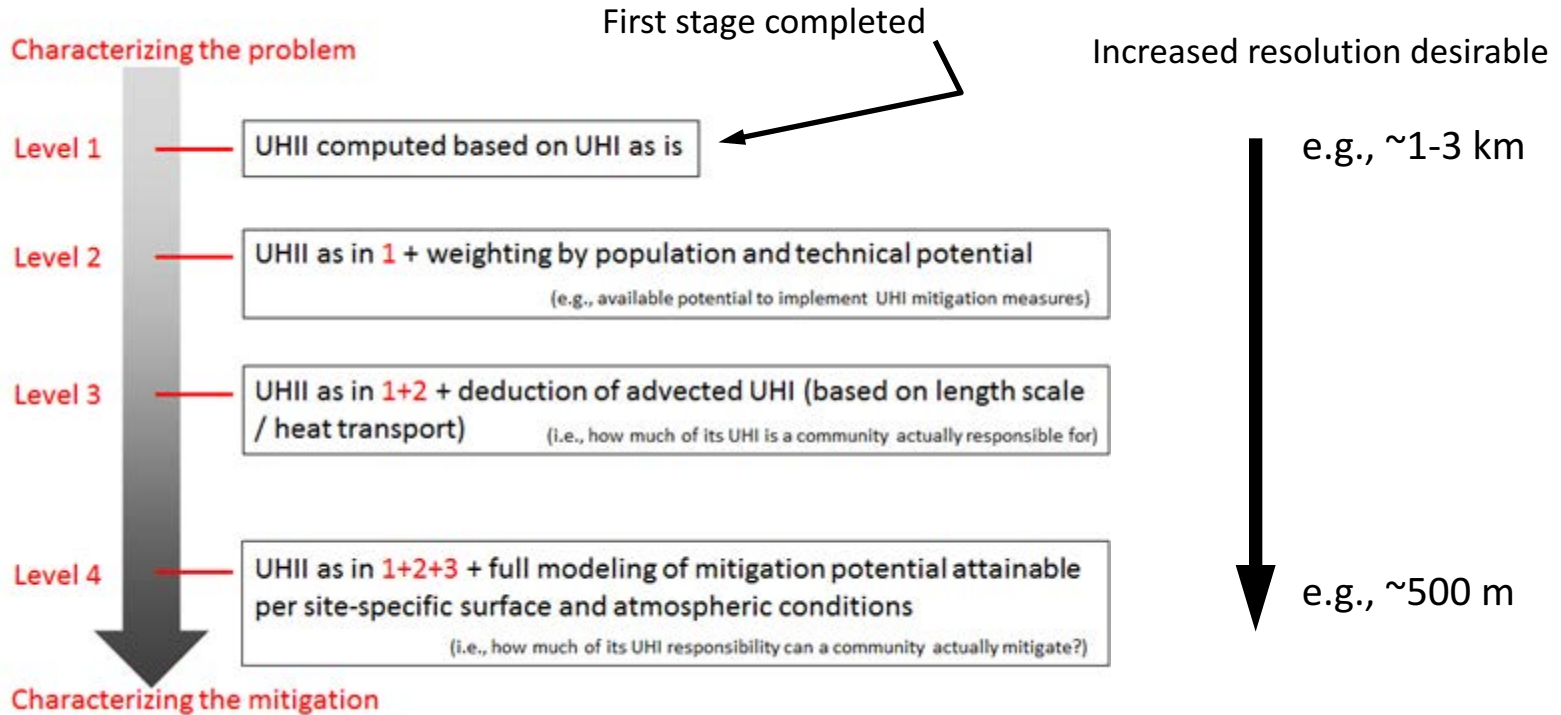 First stage completed
Characterizing the problem
Increased resolution desirable
Level 1
UHII computed based on UHI as is
e.g., ~1-3 km
Level 2
UHII as in 1 + weighting by population and technical potential
(e.g., available potential to implement UHI mitigation measures)
Level 3
UHII as in 1+2 + deduction of advected UHI (based on length scale
/ heat transport)
(i.e., how much of its UHI is a community actually responsible for)
Level 4
UHII as in 1+2+3 + full modeling of mitigation potential attainable
per site-specific surface and atmospheric conditions
(i.e., how much of its UHI responsibility can a community actually mitigate?)
e.g., ~500 m
Characterizing the mitigation